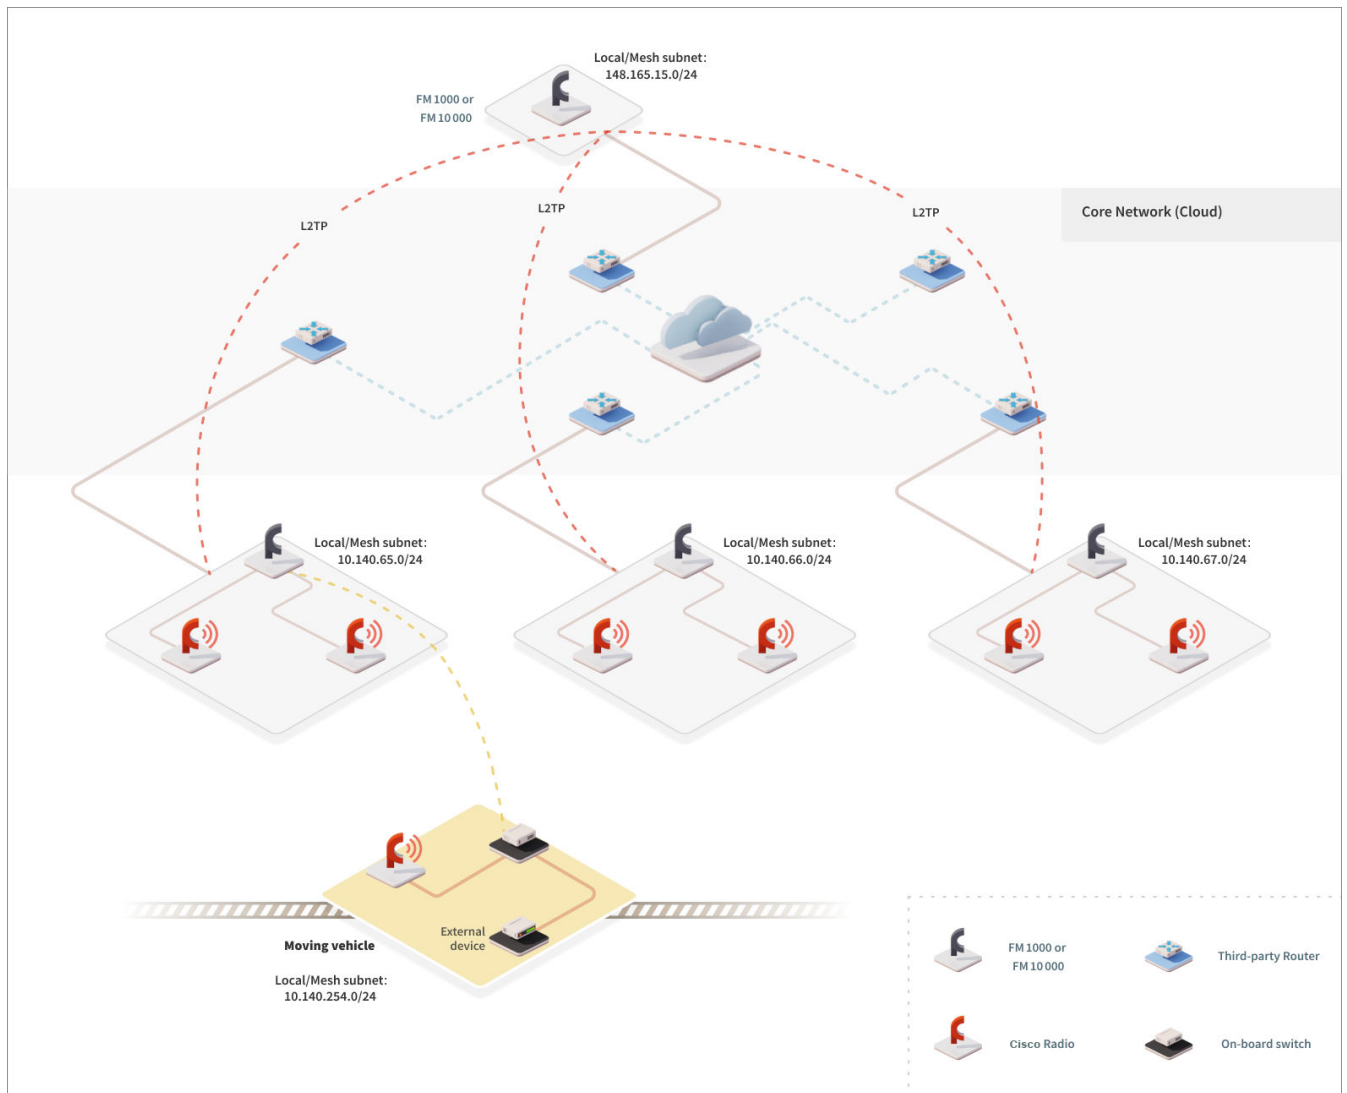 Local/Mesh subnet:
148.165.15.0/24
FM 1000 or
FM 10 000
L2TP
L2TP
L2TP
Core Network (Cloud)
Local/Mesh subnet:
10.140.65.0/24
Local/Mesh subnet:
10.140.66.0/24
Local/Mesh subnet:
10.140.67.0/24
External
device
Moving vehicle
Local/Mesh subnet:
10.140.254.0/24
FM 1000 or
FM 10 000
Third-party Router
Cisco Radio
On-board switch